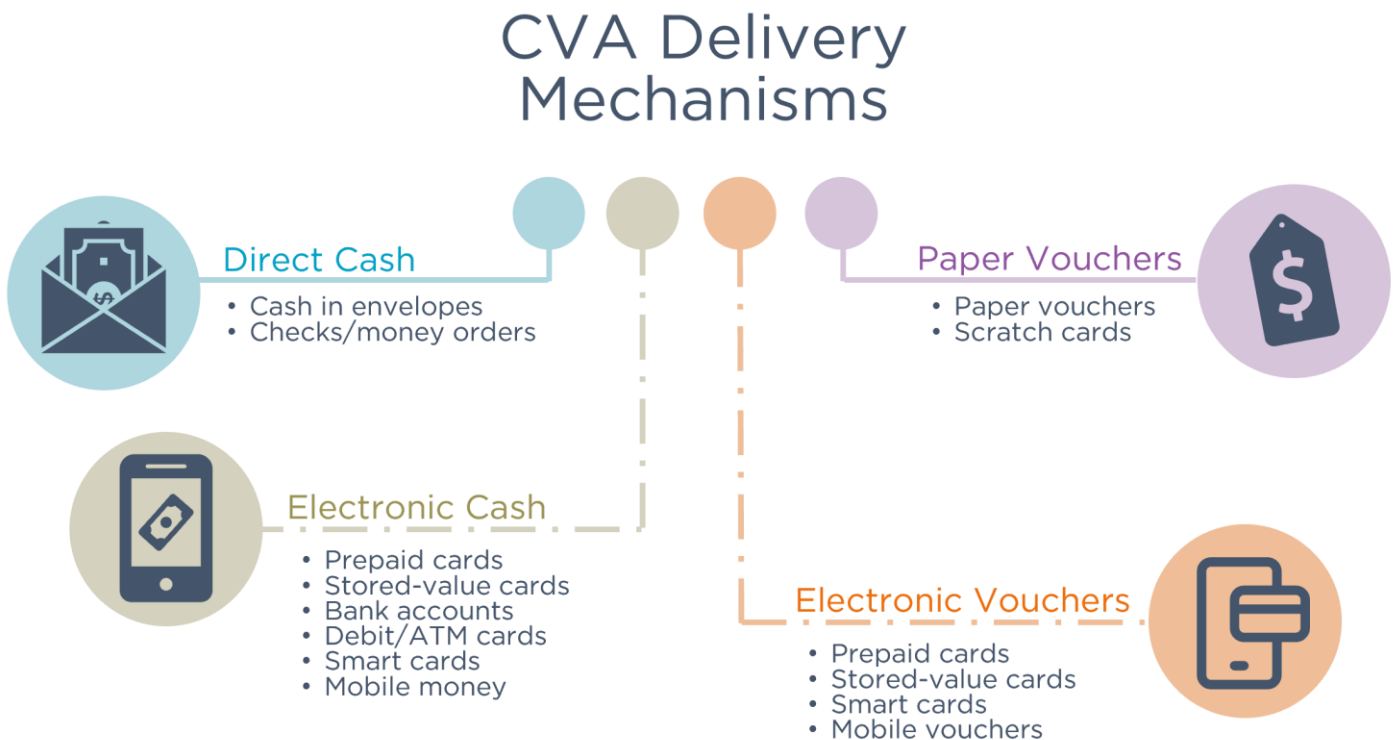 CVA Delivery
Mechanisms
Direct Cash
• Cash in envelopes
• Checks/money orders
Paper Vouchers
• Paper vouchers
• Scratch cards
$
Electronic Cash
• Prepaid cards
• Stored-value cards
• Bank accounts
• Debit/ATM cards
• Smart cards
• Mobile money
Electronic Vouchers
• Prepaid cards
• Stored-value cards
• Smart cards
• Mobile vouchers
$